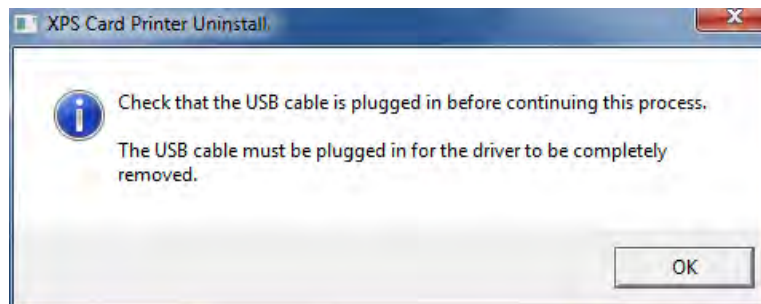 XPS Card Printer Uninstall
Check that the USB cable is plugged in before continuing this process.
The USB cable must be plugged in for the driver to be completely
removed.
OK